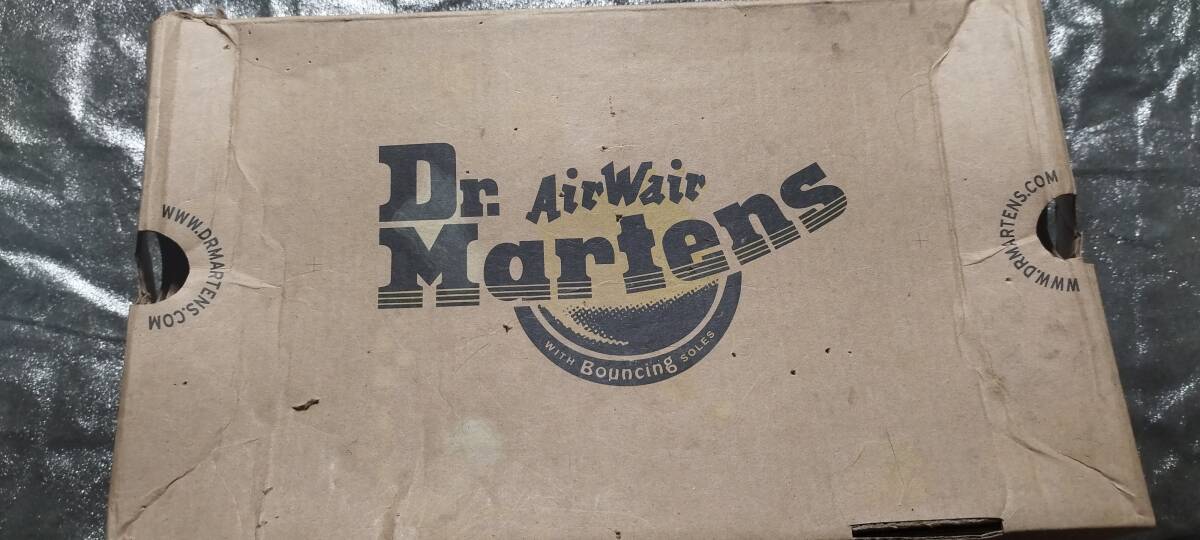 Dr. AirWair
Martens
WITH Bouncing SOLES
WWW.DRMARTENS.COM
WWW.DRMARTENS.COM